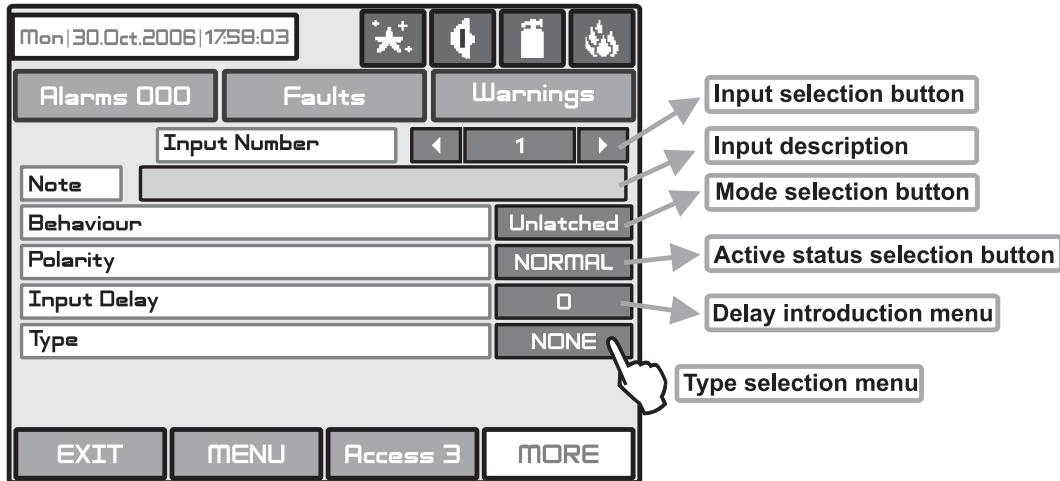 Mon|30.Oct.2006|17:58:03
Alarms 000 Faults Warnings
Input Number 1
Note
Behaviour Unlatched
Polarity NORMAL
Input Delay 0
Type NONE
EXIT MENU Access 3 MORE
Input selection button
Input description
Mode selection button
Active status selection button
Delay introduction menu
Type selection menu